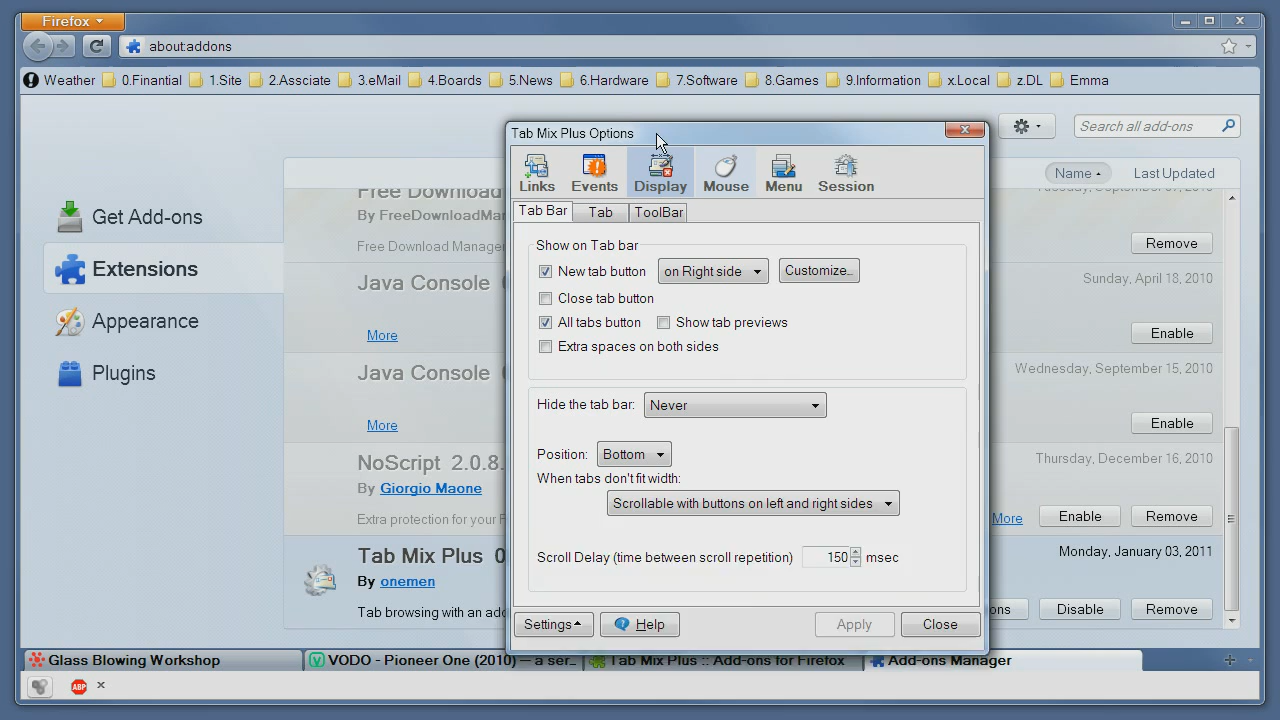 Firefox
about:addons
Weather 0.Finantial 1.Site 2.Assciate 3.eMail 4.Boards 5.News 6.Hardware 7.Software 8.Games 9.Information x.Local z.DL Emma
Search all add-ons
Name Last Updated
Get Add-ons
Extensions
Appearance
Plugins
Free Download
By FreeDownloadMan
Free Download Manager
Remove
Java Console
Sunday, April 18, 2010
More
Enable
Java Console
Wednesday, September 15, 2010
More
Enable
NoScript 2.0.8.
Thursday, December 16, 2010
By Giorgio Maone
Extra protection for your
More Enable Remove
Tab Mix Plus 0
Monday, January 03, 2011
By onemen
Tab browsing with an add
ons Disable Remove
Tab Mix Plus Options
Links Events Display Mouse Menu Session
Tab Bar Tab ToolBar
Show on Tab bar
New tab button on Right side Customize...
Close tab button
All tabs button Show tab previews
Extra spaces on both sides
Hide the tab bar: Never
Position: Bottom
When tabs don't fit width:
Scrollable with buttons on left and right sides
Scroll Delay (time between scroll repetition) 150 msec
Settings Help Apply Close
Glass Blowing Workshop VODO - Pioneer One (2010) — a ser... Tab Mix Plus :: Add-ons for Firefox Add-ons Manager
ABP